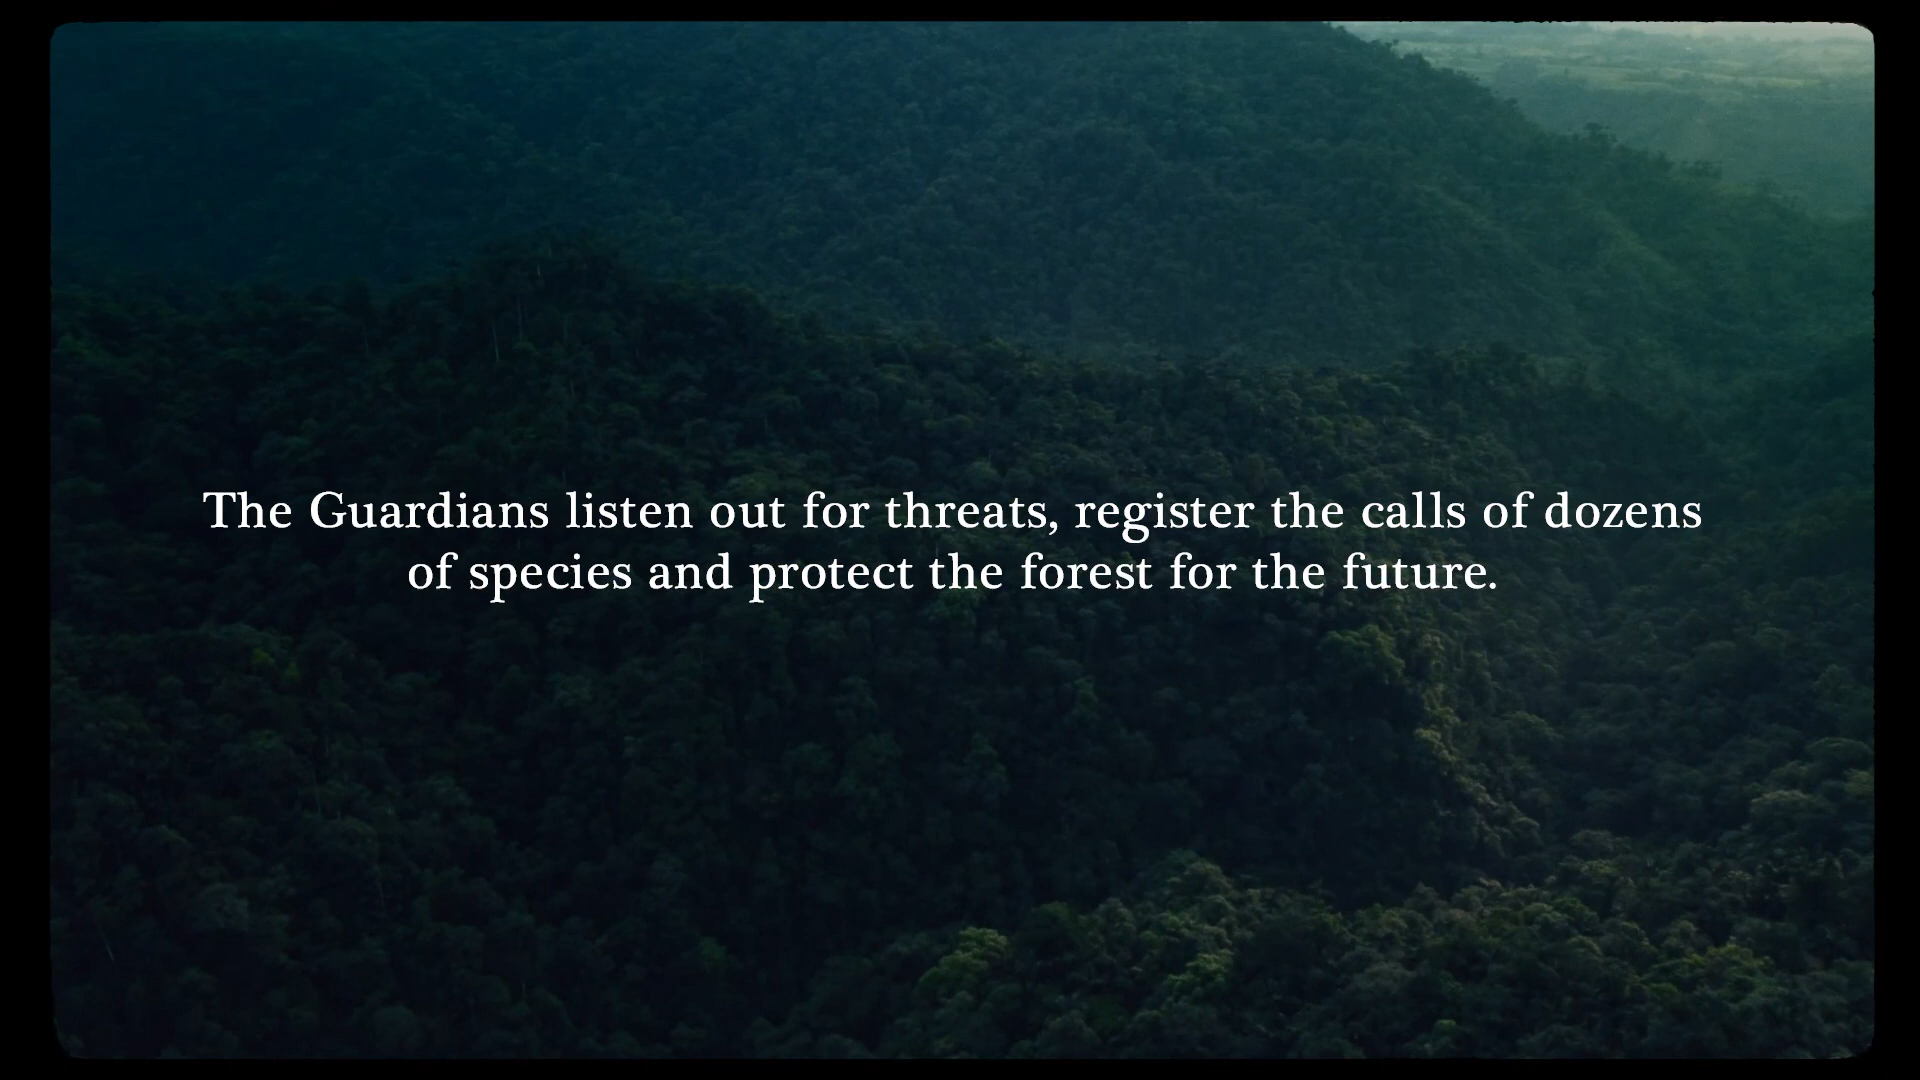 The Guardians listen out for threats, register the calls of dozens
of species and protect the forest for the future.